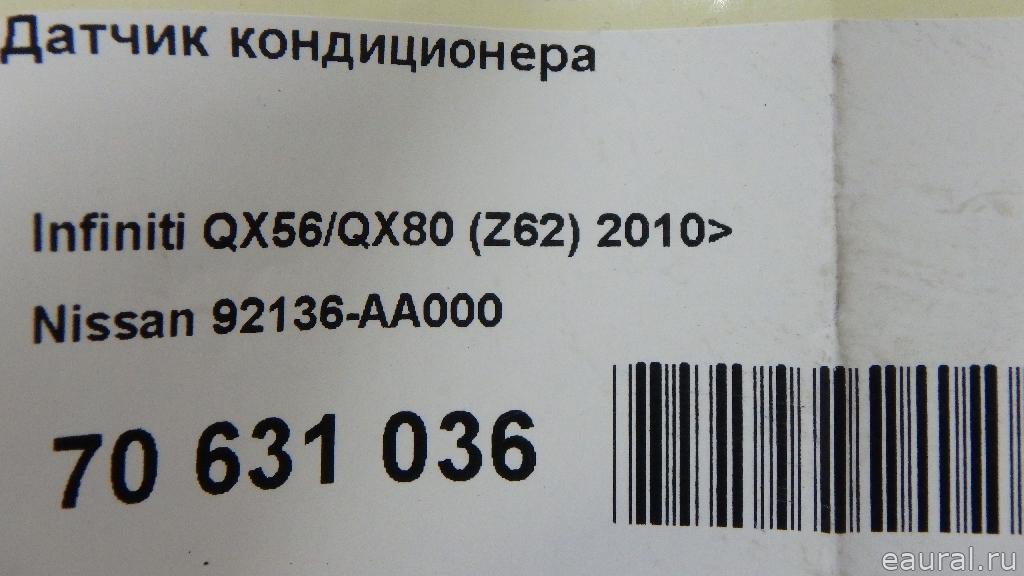 Датчик кондиционера
Infiniti QX56/QX80 (Z62) 2010>
Nissan 92136-AA000
70 631 036
eaural.ru